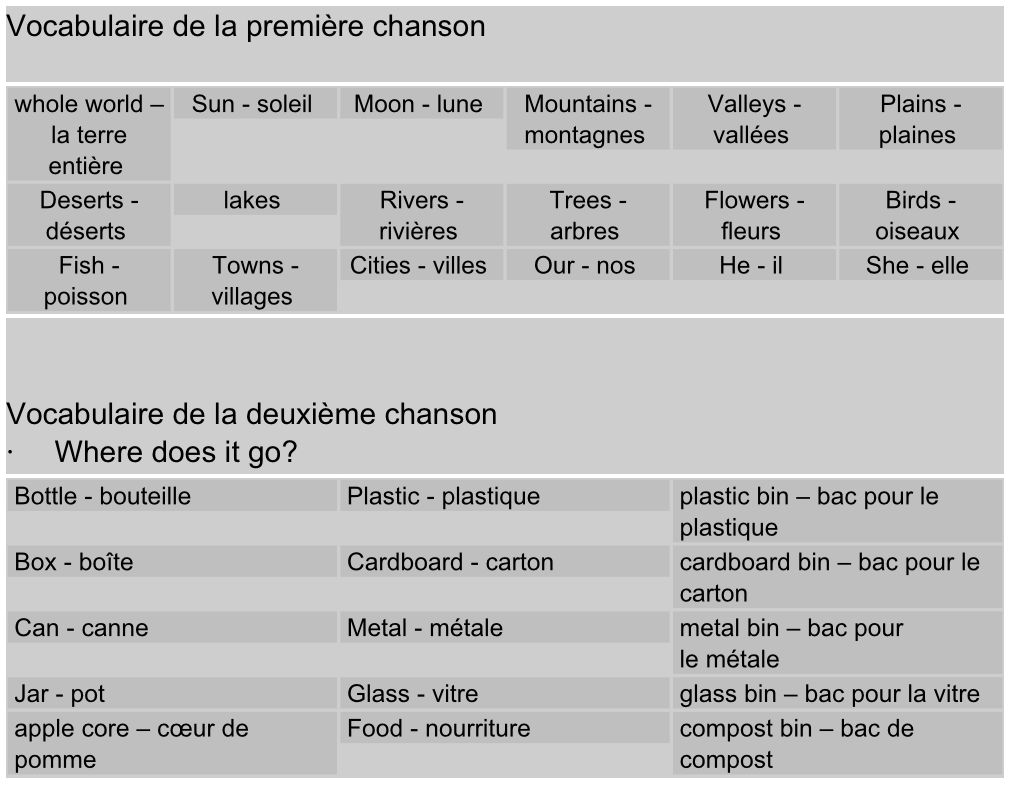 Vocabulaire de la première chanson
whole world – la terre entière
Sun - soleil
Moon - lune
Mountains - montagnes
Valleys - vallées
Plains - plaines
Deserts - déserts
lakes
Rivers - rivières
Trees - arbres
Flowers - fleurs
Birds - oiseaux
Fish - poisson
Towns - villages
Cities - villes
Our - nos
He - il
She - elle
Vocabulaire de la deuxième chanson
· Where does it go?
Bottle - bouteille
Plastic - plastique
plastic bin – bac pour le plastique
Box - boîte
Cardboard - carton
cardboard bin – bac pour le carton
Can - canne
Metal - métale
metal bin – bac pour le métale
Jar - pot
Glass - vitre
glass bin – bac pour la vitre
apple core – cœur de pomme
Food - nourriture
compost bin – bac de compost